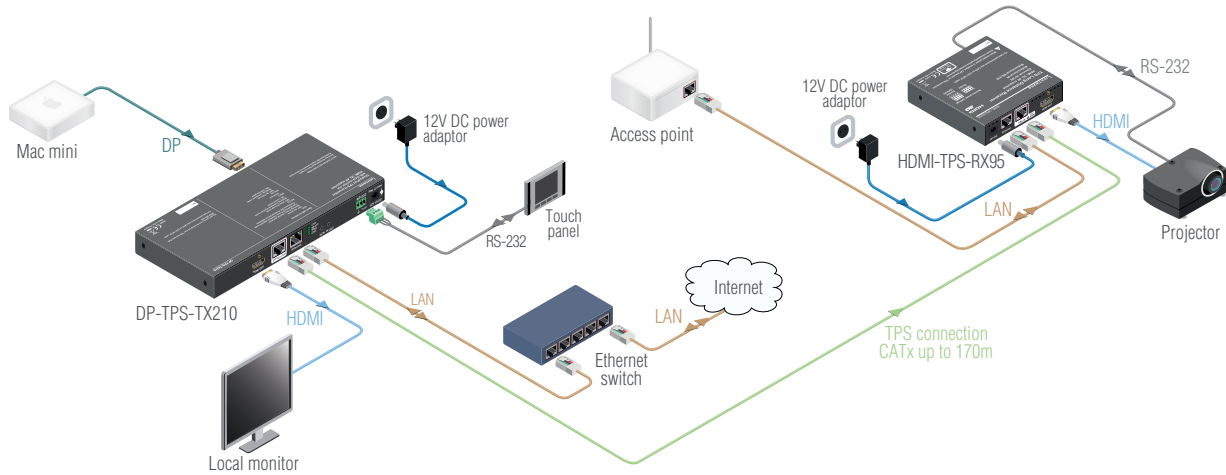 Mac mini
DP
12V DC power
adaptor
RS-232
Touch
panel
DP-TPS-TX210
HDMI
Local monitor
LAN
Ethernet
switch
LAN
Internet
Access point
12V DC power
adaptor
HDMI-TPS-RX95
RS-232
HDMI
LAN
Projector
TPS connection
CATx up to 170m